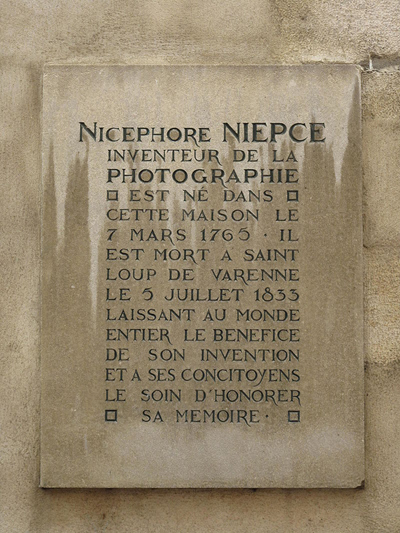 NICEPHORE NIEPCE
INVENTEUR DE LA
PHOTOGRAPHIE
EST NÉ DANS
CETTE MAISON LE
7 MARS 1765 · IL
EST MORT A SAINT
LOUP DE VARENNE
LE 5 JUILLET 1833
LAISSANT AU MONDE
ENTIER LE BENEFICE
DE SON INVENTION
ET A SES CONCITOYENS
LE SOIN D'HONORER
SA MEMOIRE ·